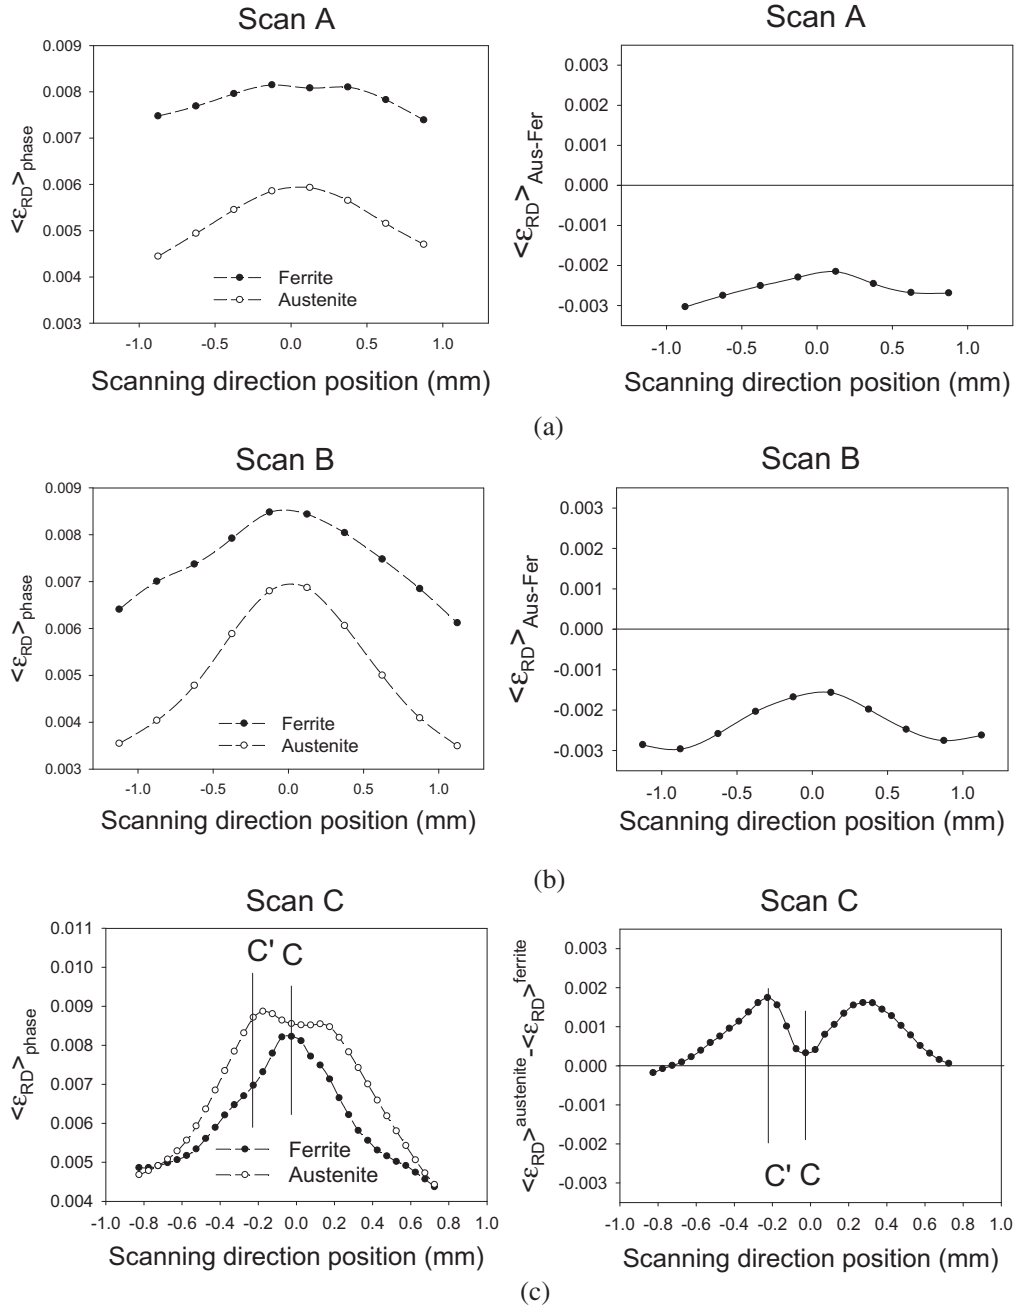 Scan A
0.009
0.008
0.007
0.006
0.005
0.004
0.003
<εRD>phase
Ferrite
Austenite
-1.0 -0.5 0.0 0.5 1.0
Scanning direction position (mm)
Scan A
0.003
0.002
0.001
0.000
-0.001
-0.002
-0.003
<εRD>Aus-Fer
-1.0 -0.5 0.0 0.5 1.0
Scanning direction position (mm)
(a)
Scan B
0.009
0.008
0.007
0.006
0.005
0.004
0.003
<εRD>phase
Ferrite
Austenite
-1.0 -0.5 0.0 0.5 1.0
Scanning direction position (mm)
Scan B
0.003
0.002
0.001
0.000
-0.001
-0.002
-0.003
<εRD>Aus-Fer
-1.0 -0.5 0.0 0.5 1.0
Scanning direction position (mm)
(b)
Scan C
0.011
0.010
0.009
0.008
0.007
0.006
0.005
0.004
<εRD>phase
C' C
Ferrite
Austenite
-1.0 -0.8 -0.6 -0.4 -0.2 0.0 0.2 0.4 0.6 0.8 1.0
Scanning direction position (mm)
Scan C
0.003
0.002
0.001
0.000
-0.001
-0.002
-0.003
<εRD>austenite-<εRD>ferrite
C' C
-1.0 -0.8 -0.6 -0.4 -0.2 0.0 0.2 0.4 0.6 0.8 1.0
Scanning direction position (mm)
(c)